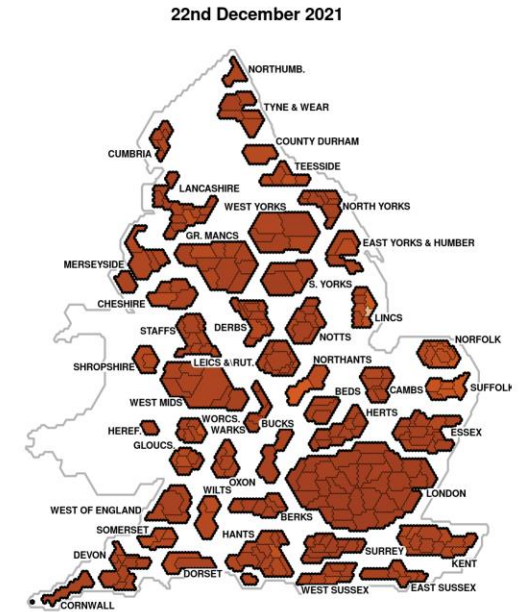 22nd December 2021
NORTHUMB.
TYNE & WEAR
COUNTY DURHAM
CUMBRIA
TEESSIDE
LANCASHIRE
WEST YORKS
NORTH YORKS
GR. MANCS
EAST YORKS & HUMBER
MERSEYSIDE
S. YORKS
CHESHIRE
LINCS
STAFFS
DERBS
NOTTS
NORFOLK
SHROPSHIRE
LEICS & RUT.
NORTHANTS
BEDS
CAMBS
SUFFOLK
WEST MIDS
HERTS
WORCS.
WARKS
BUCKS
HEREF.
ESSEX
GLOUCS.
OXON
WILTS
LONDON
WEST OF ENGLAND
BERKS
SOMERSET
HANTS
SURREY
DEVON
KENT
DORSET
WEST SUSSEX
EAST SUSSEX
CORNWALL